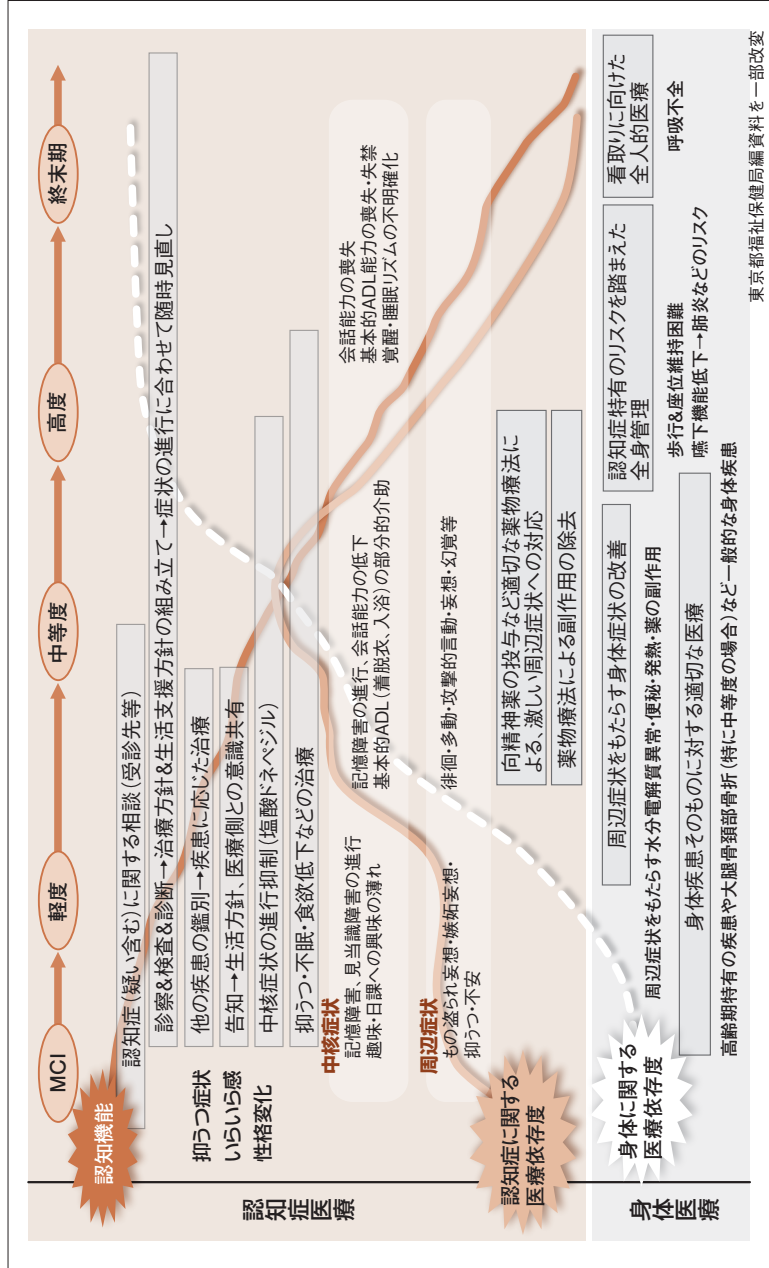 MCI
軽度
中等度
高度
終末期
認知機能
認知症（疑い含む）に関する相談（受診先等）
診察&検査&診断→治療方針&生活支援方針の組み立て→症状の進行に合わせて随時見直し
抑うつ症状
いらいら感
性格変化
他の疾患の鑑別→疾患に応じた治療
告知→生活方針、医療側との意識共有
中核症状の進行抑制（塩酸ドネペジル）
抑うつ・不眠・食欲低下などの治療
認知症医療
中核症状
記憶障害、見当識障害の進行
趣味・日課への興味の薄れ
記憶障害の進行、会話能力の低下
基本的ADL（着脱衣、入浴）の部分的介助
会話能力の喪失
基本的ADL能力の喪失・失禁
覚醒・睡眠リズムの不明確化
周辺症状
もの盗られ妄想・嫉妬妄想・
抑うつ・不安
徘徊・多動・攻撃的言動・妄想・幻覚等
認知症に関する
医療依存度
向精神薬の投与など適切な薬物療法に
よる、激しい周辺症状への対応
薬物療法による副作用の除去
身体医療
身体に関する
医療依存度
周辺症状をもたらす身体症状の改善
周辺症状をもたらす水分電解質異常・便秘・発熱・薬の副作用
認知症特有のリスクを踏まえた
全身管理
歩行&座位維持困難
嚥下機能低下→肺炎などのリスク
看取りに向けた
全人的医療
呼吸不全
身体疾患そのものに対する適切な医療
高齢期特有の疾患や大腿骨頚部骨折（特に中等度の場合）など一般的な身体疾患
東京都福祉保健局編資料を一部改変